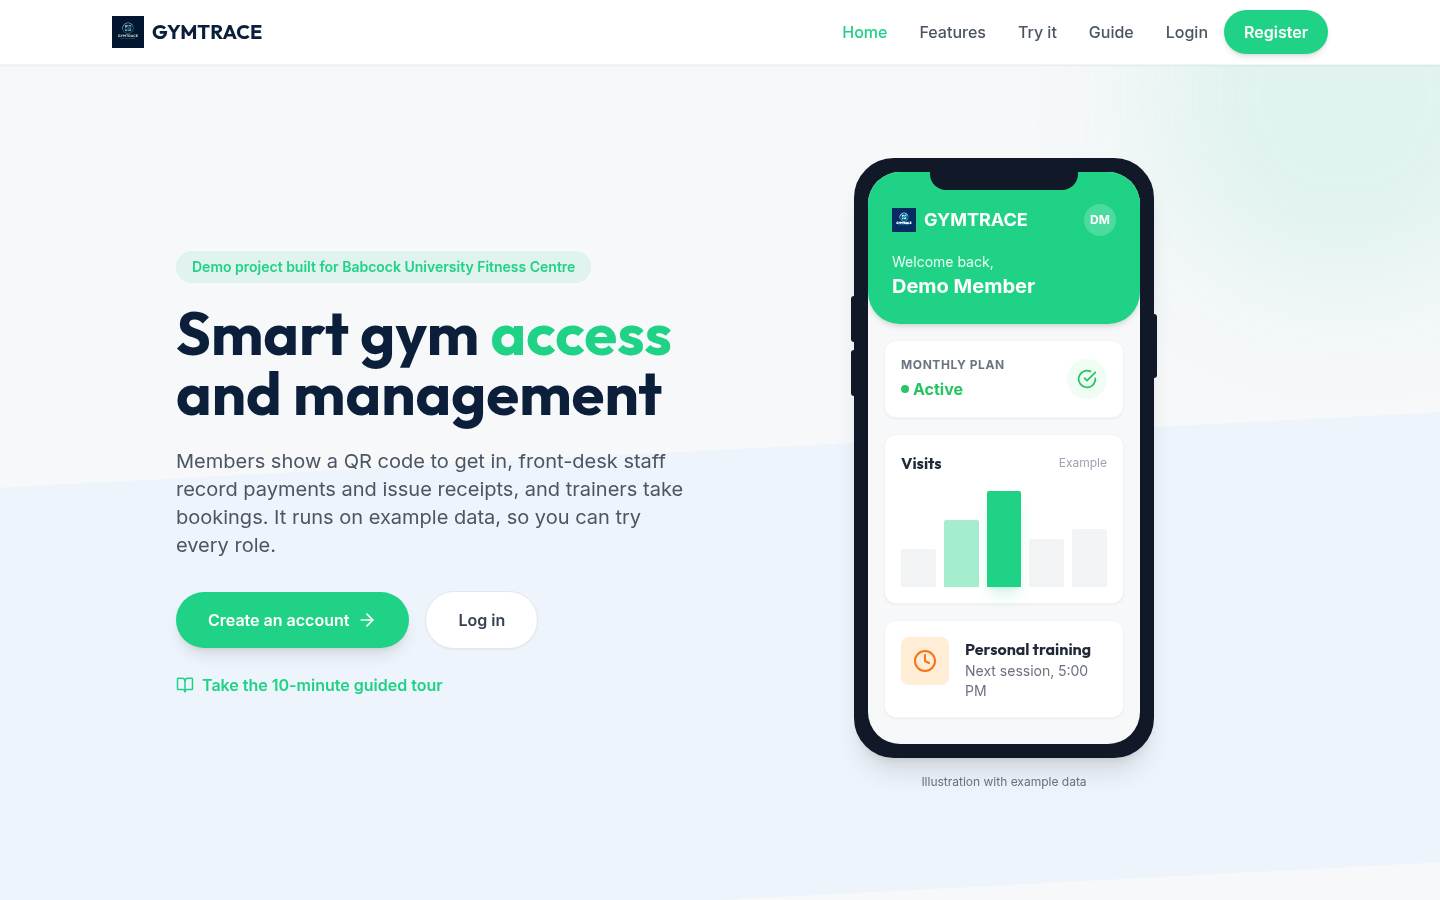 GYMTRACE
Home
Features
Try it
Guide
Login
Register
Demo project built for Babcock University Fitness Centre
Smart gym access
and management
Members show a QR code to get in, front-desk staff
record payments and issue receipts, and trainers take
bookings. It runs on example data, so you can try
every role.
Create an account
Log in
Take the 10-minute guided tour
GYMTRACE
DM
Welcome back,
Demo Member
MONTHLY PLAN
Active
Visits
Example
Personal training
Next session, 5:00
PM
Illustration with example data